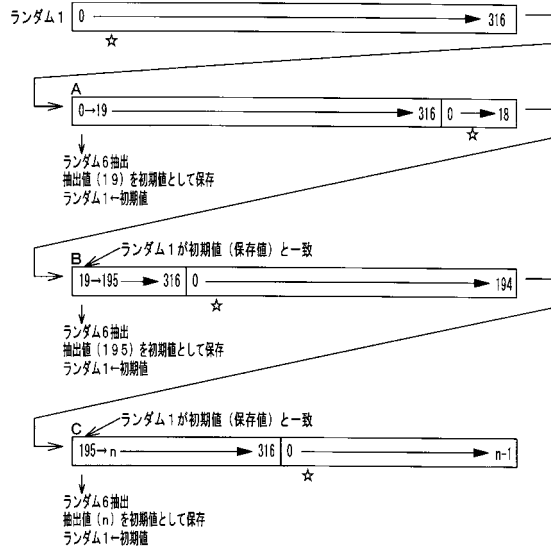 ランダム1 0 316
☆
A
0→19 316 0 18
☆
ランダム6抽出
抽出値(19)を初期値として保存
ランダム1←初期値
ランダム1が初期値(保存値)と一致
B
19→195 316 0 194
☆
ランダム6抽出
抽出値(195)を初期値として保存
ランダム1←初期値
ランダム1が初期値(保存値)と一致
C
195→n 316 0 n-1
☆
ランダム6抽出
抽出値(n)を初期値として保存
ランダム1←初期値